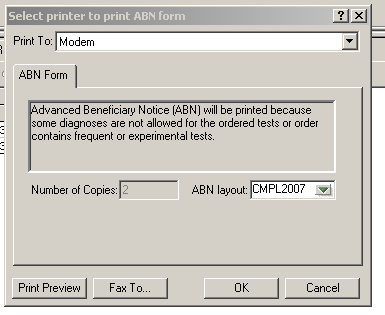 Select printer to print ABN form
Print To: Modem
ABN Form
Advanced Beneficiary Notice (ABN) will be printed because
some diagnoses are not allowed for the ordered tests or order
contains frequent or experimental tests.
Number of Copies: 2 ABN layout: CMPL2007
Print Preview Fax To... OK Cancel